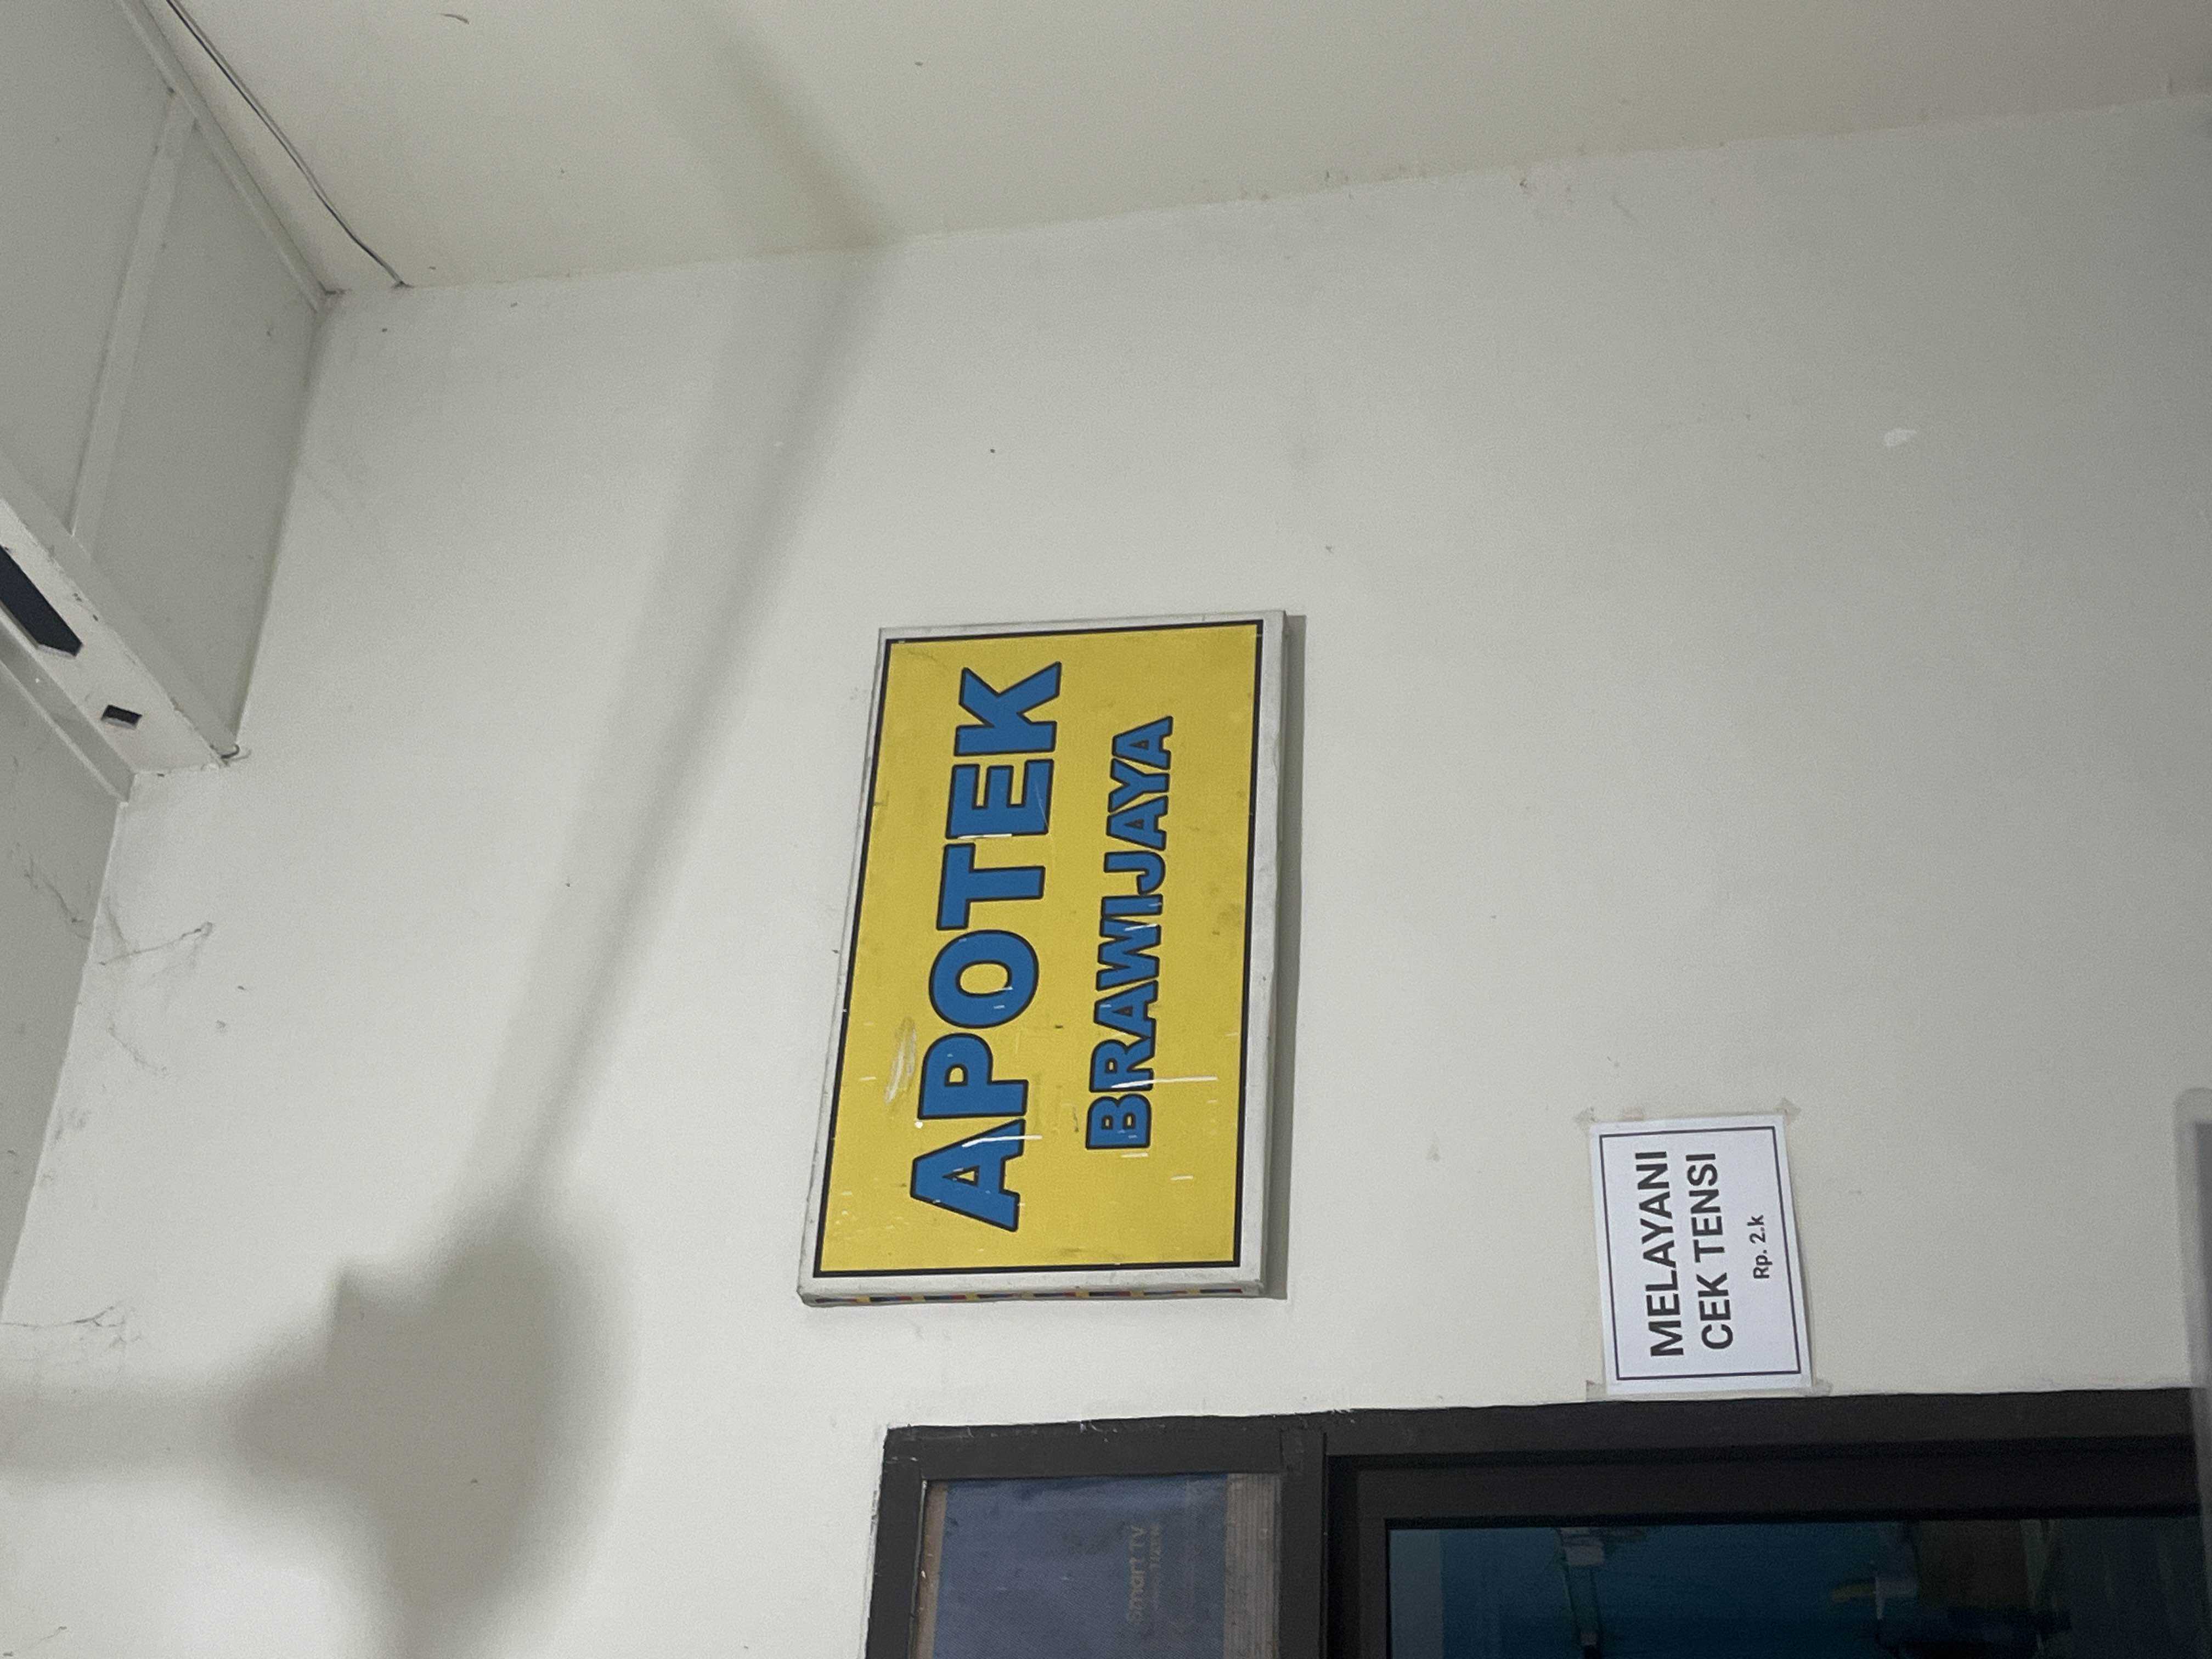 APOTEK
BRAWIJAYA
MELAYANI
CEK TENSI
Rp. 2.k
Smart TV